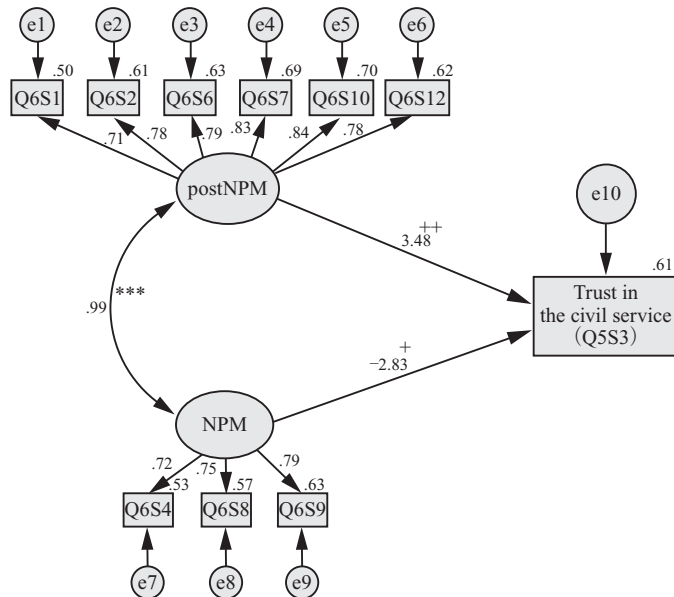 e1 e2 e3 e4 e5 e6
.50 .61 .63 .69 .70 .62
Q6S1 Q6S2 Q6S6 Q6S7 Q6S10 Q6S12
.71 .78 .79 .83 .84 .78
postNPM
e10
++
3.48
.61
Trust in
the civil service
(Q5S3)
.99 ***
+
−2.83
NPM
.72 .75 .79
.53 .57 .63
Q6S4 Q6S8 Q6S9
e7 e8 e9